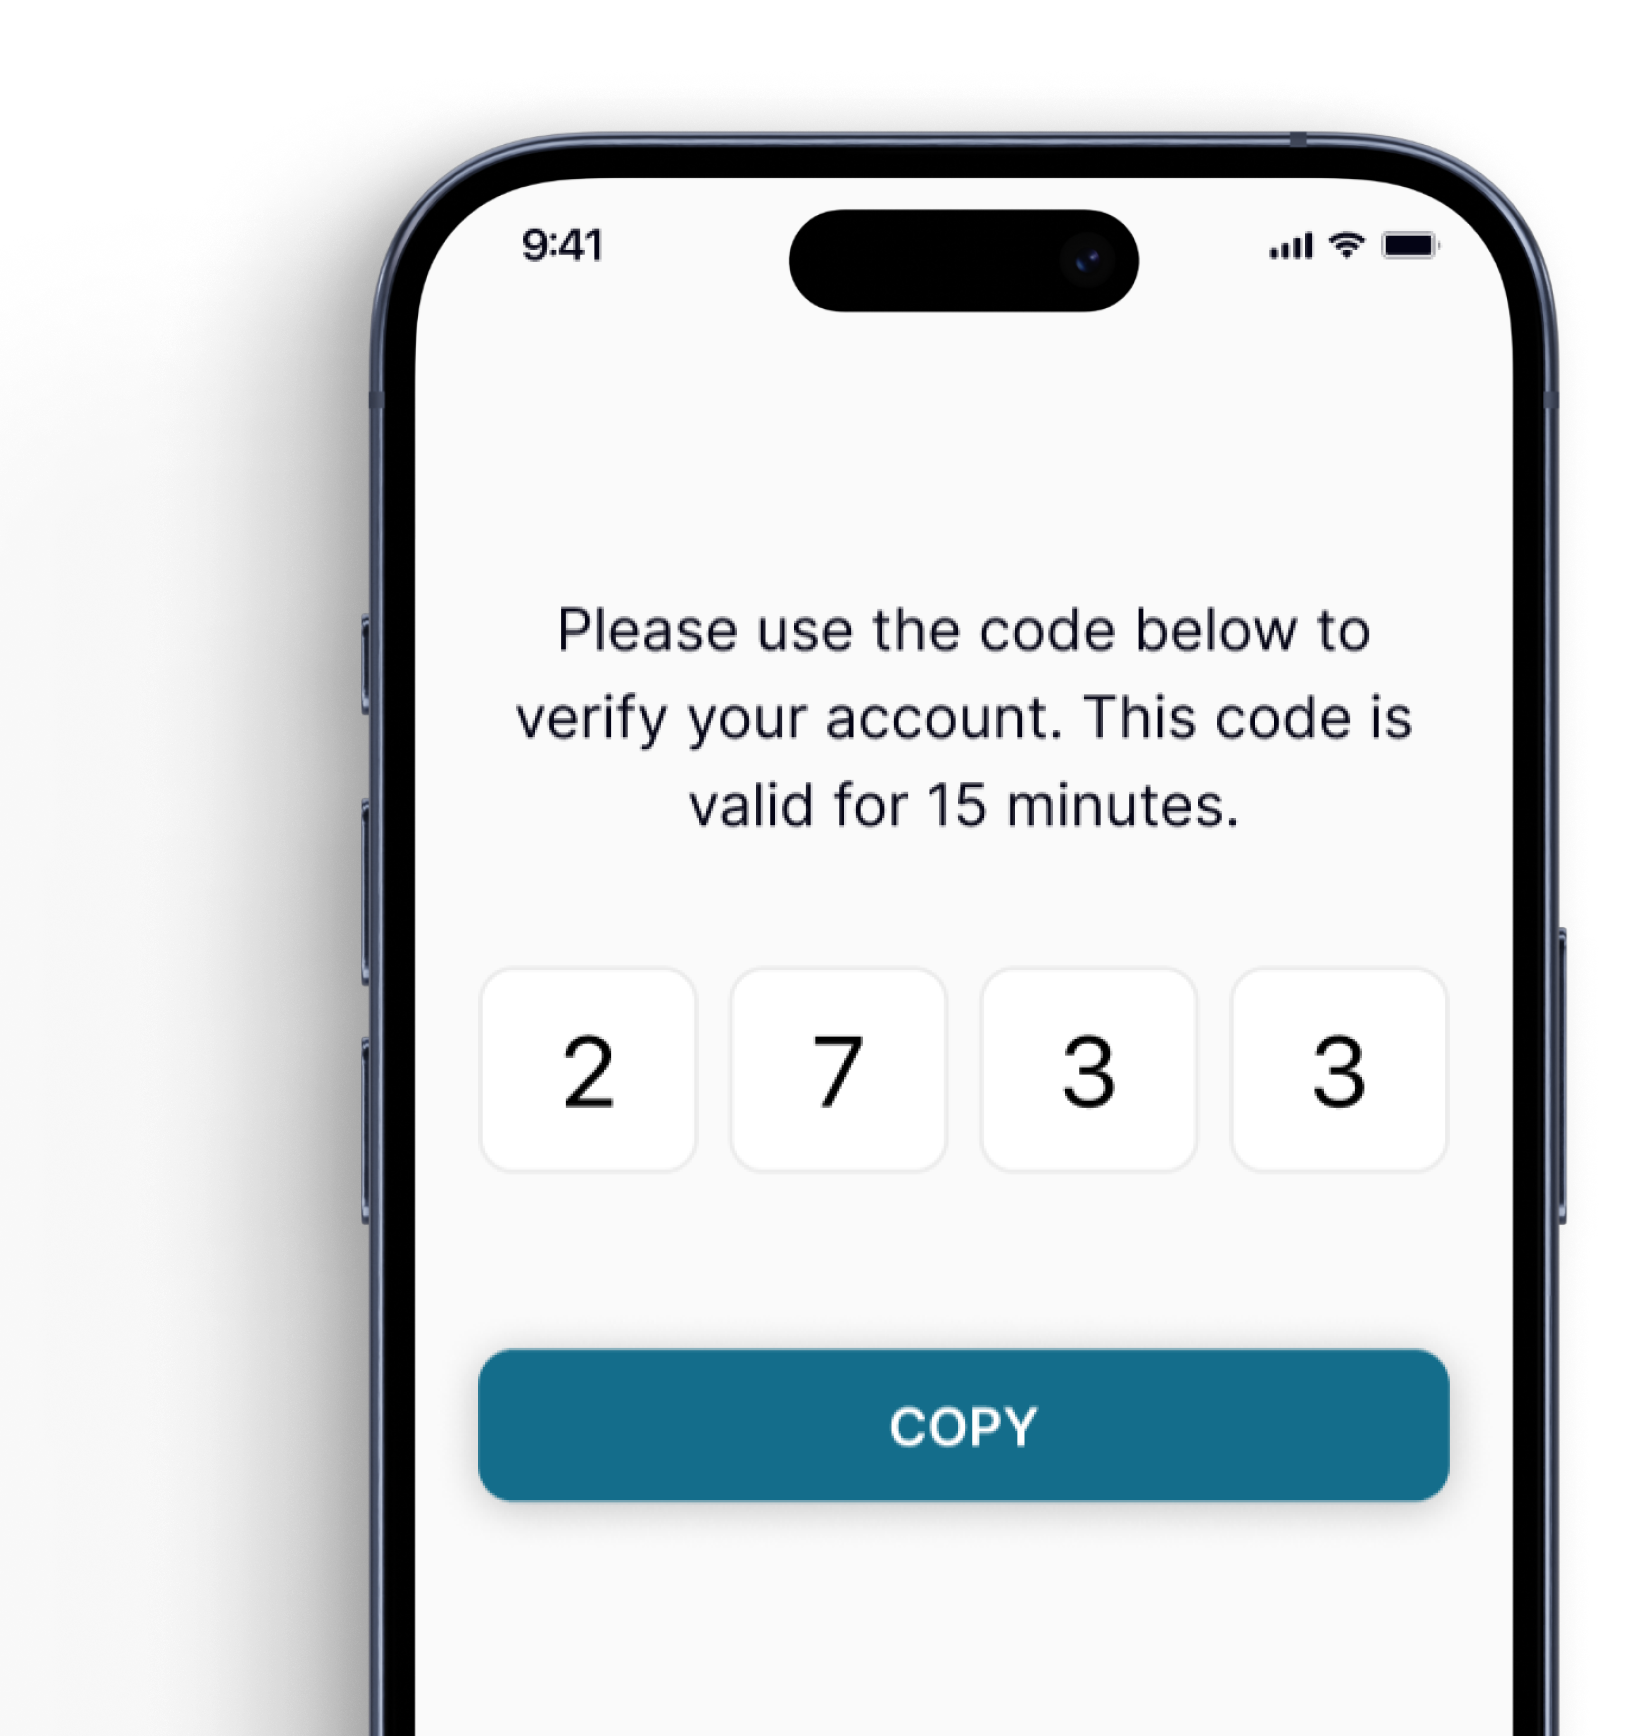 9:41
Please use the code below to
verify your account. This code is
valid for 15 minutes.
2 7 3 3
COPY